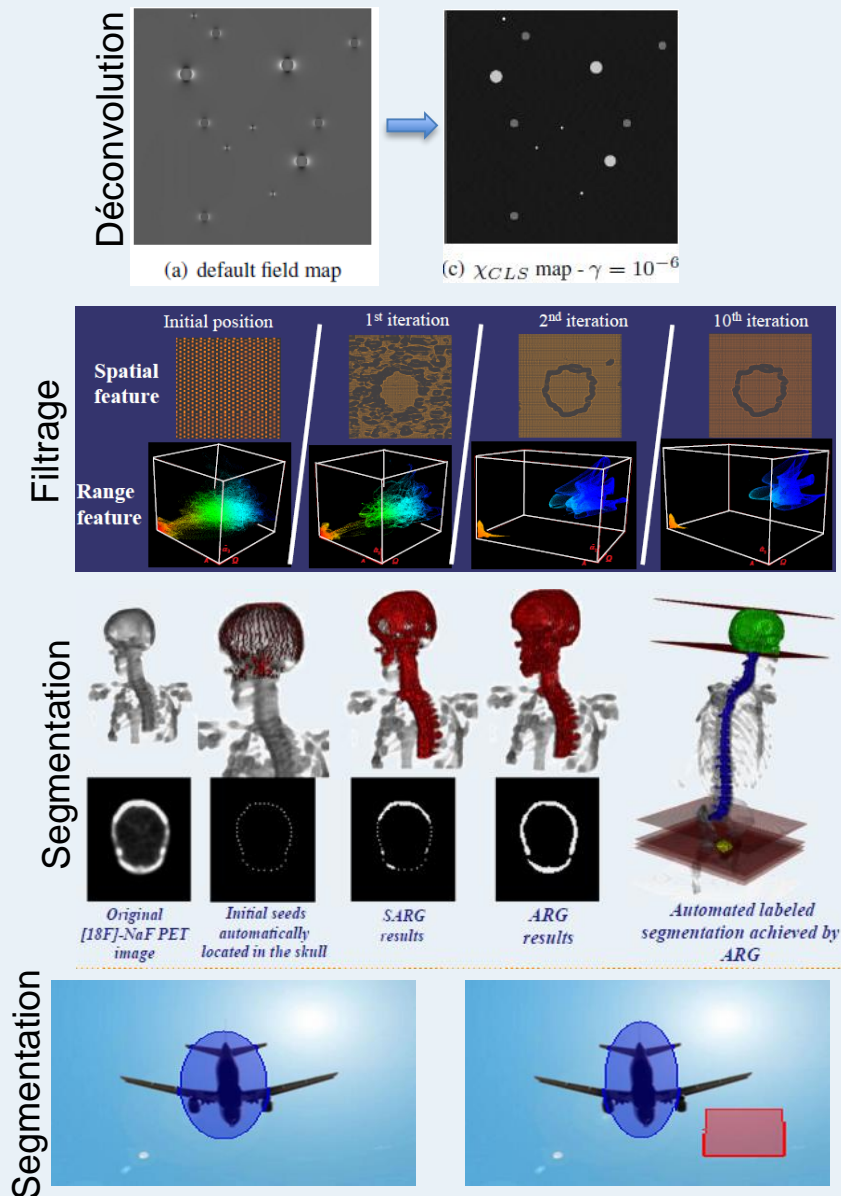 Déconvolution
(a) default field map
(c) χCLS map - γ = 10⁻⁶
Filtrage
Initial position
1st iteration
2nd iteration
10th iteration
Spatial
feature
Range
feature
Segmentation
Original
[18F]-NaF PET
image
Initial seeds
automatically
located in the skull
SARG
results
ARG
results
Automated labeled
segmentation achieved by
ARG
Segmentation